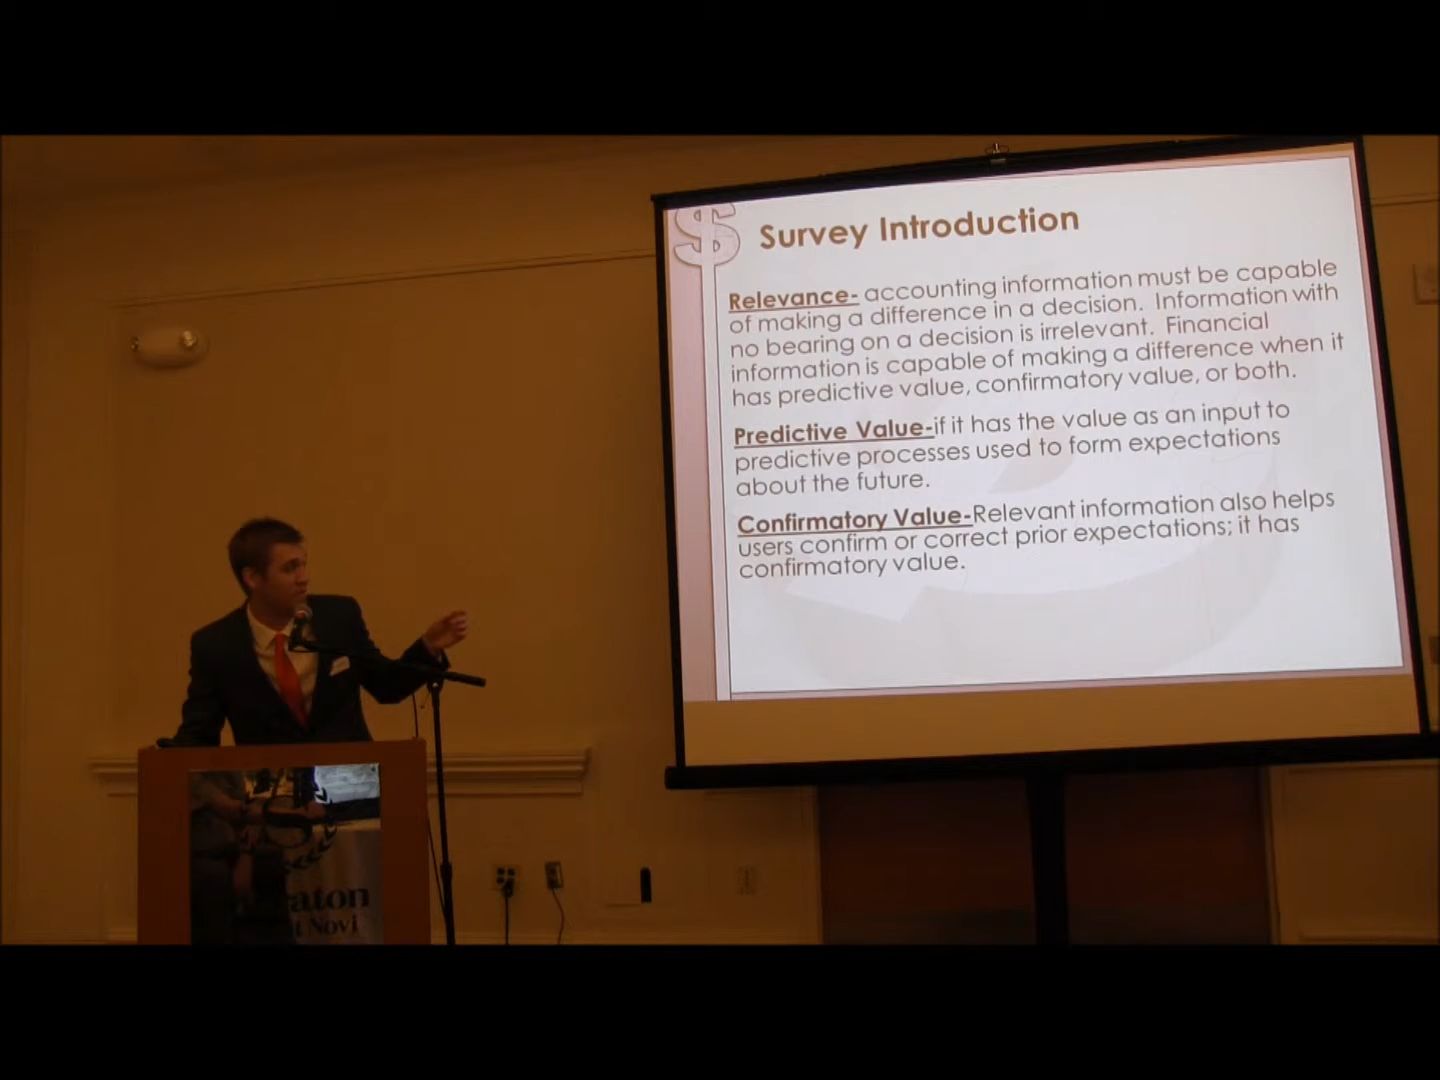 $
Survey Introduction
Relevance- accounting information must be capable
of making a difference in a decision. Information with
no bearing on a decision is irrelevant. Financial
information is capable of making a difference when it
has predictive value, confirmatory value, or both.
Predictive Value-if it has the value as an input to
predictive processes used to form expectations
about the future.
Confirmatory Value-Relevant information also helps
users confirm or correct prior expectations; it has
confirmatory value.
S
Novi